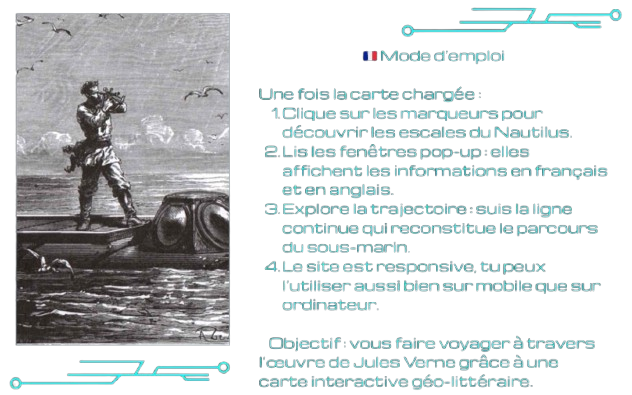 🇫🇷 Mode d'emploi
Une fois la carte chargée :
1. Clique sur les marqueurs pour
découvrir les escales du Nautilus.
2. Lis les fenêtres pop-up : elles
affichent les informations en français
et en anglais.
3. Explore la trajectoire : suis la ligne
continue qui reconstitue le parcours
du sous-marin.
4. Le site est responsive, tu peux
l'utiliser aussi bien sur mobile que sur
ordinateur.
Objectif : vous faire voyager à travers
l'œuvre de Jules Verne grâce à une
carte interactive géo-littéraire.